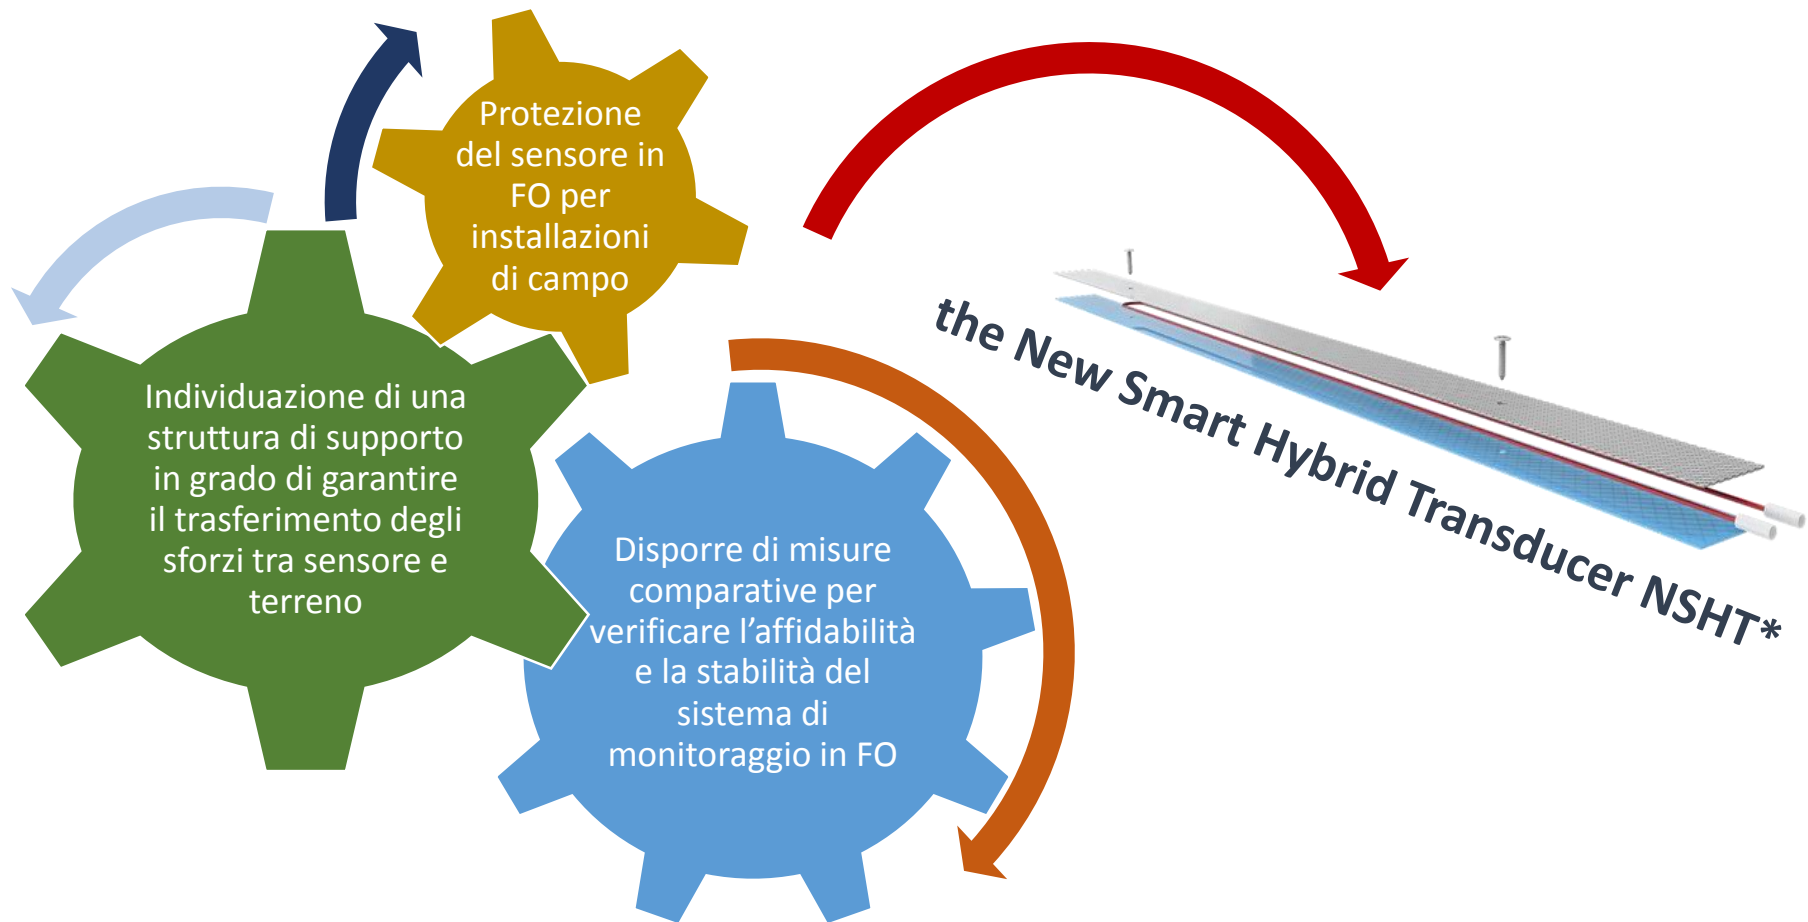 Protezione
del sensore in
FO per
installazioni
di campo
Individuazione di una
struttura di supporto
in grado di garantire
il trasferimento degli
sforzi tra sensore e
terreno
Disporre di misure
comparative per
verificare l’affidabilità
e la stabilità del
sistema di
monitoraggio in FO
the New Smart Hybrid Transducer NSHT*